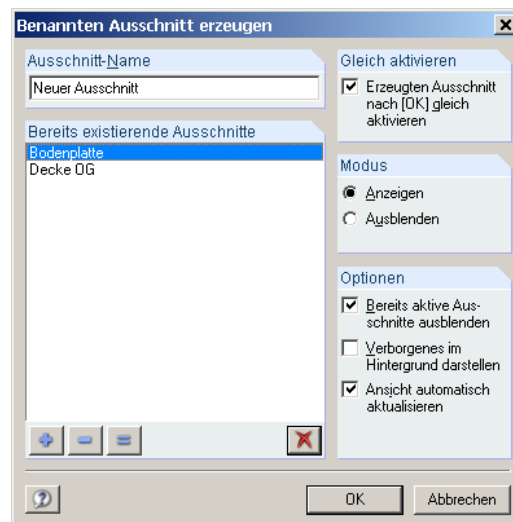 Benannten Ausschnitt erzeugen
Ausschnitt-Name
Neuer Ausschnitt
Bereits existierende Ausschnitte
Bodenplatte
Decke OG
Gleich aktivieren
Erzeugten Ausschnitt
nach [OK] gleich
aktivieren
Modus
Anzeigen
Ausblenden
Optionen
Bereits aktive Aus-
schnitte ausblenden
Verborgenes im
Hintergrund darstellen
Ansicht automatisch
aktualisieren
OK
Abbrechen